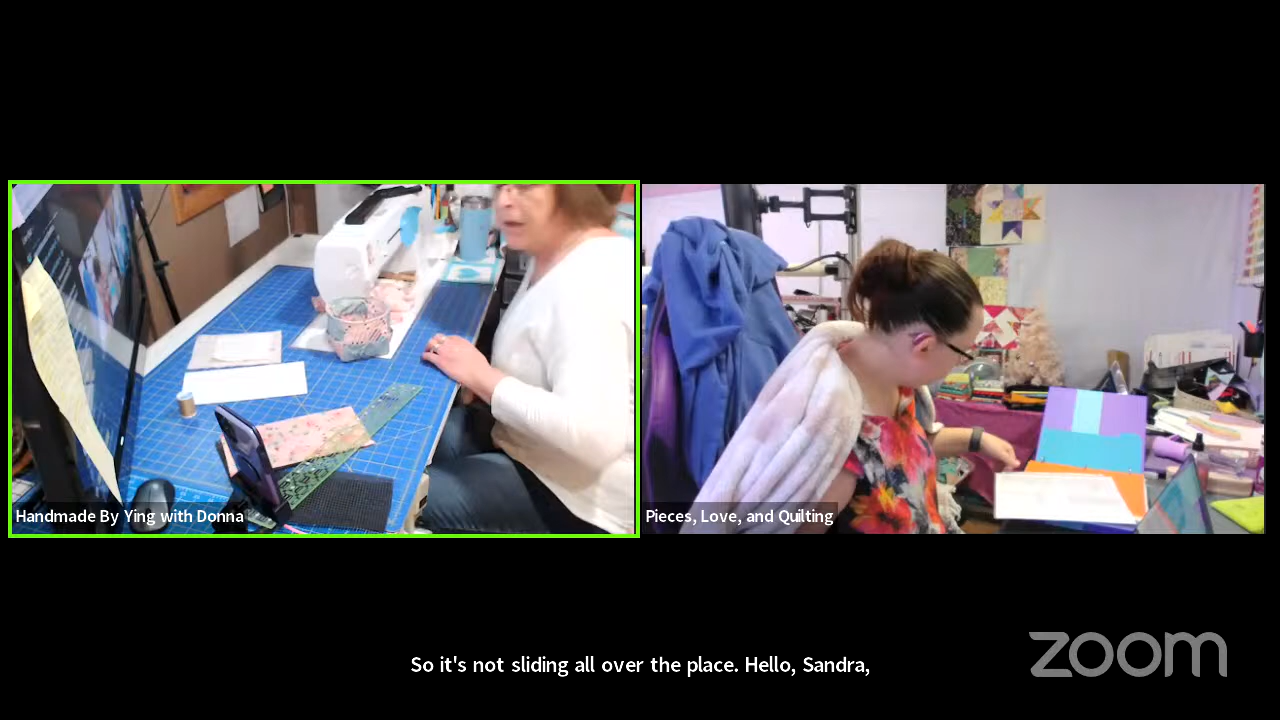 Handmade By Ying with Donna
Pieces, Love, and Quilting
So it's not sliding all over the place. Hello, Sandra,
zoom